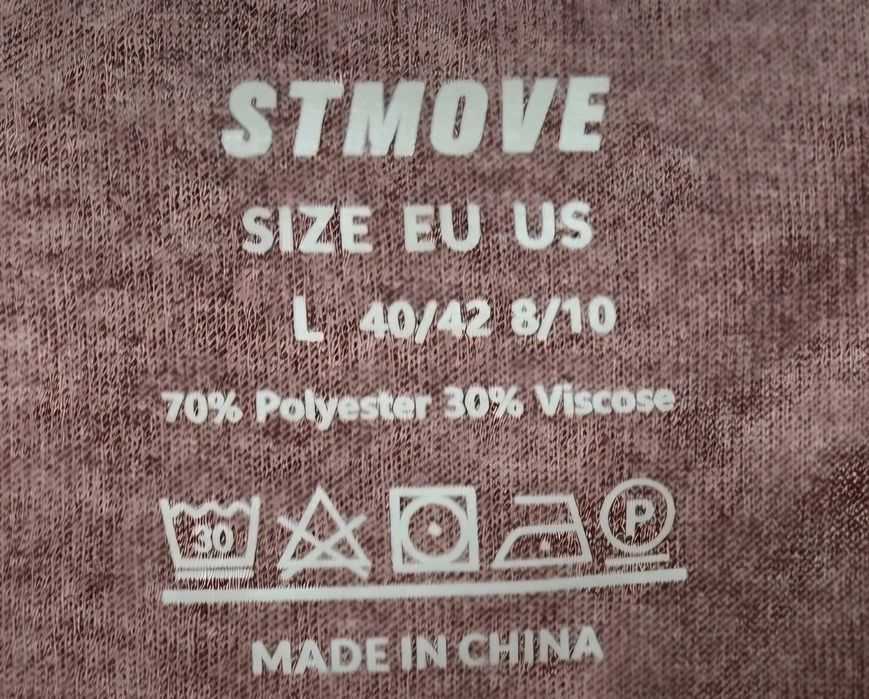 STMOVE
SIZE EU US
L 40/42 8/10
70% Polyester 30% Viscose
30 P
MADE IN CHINA